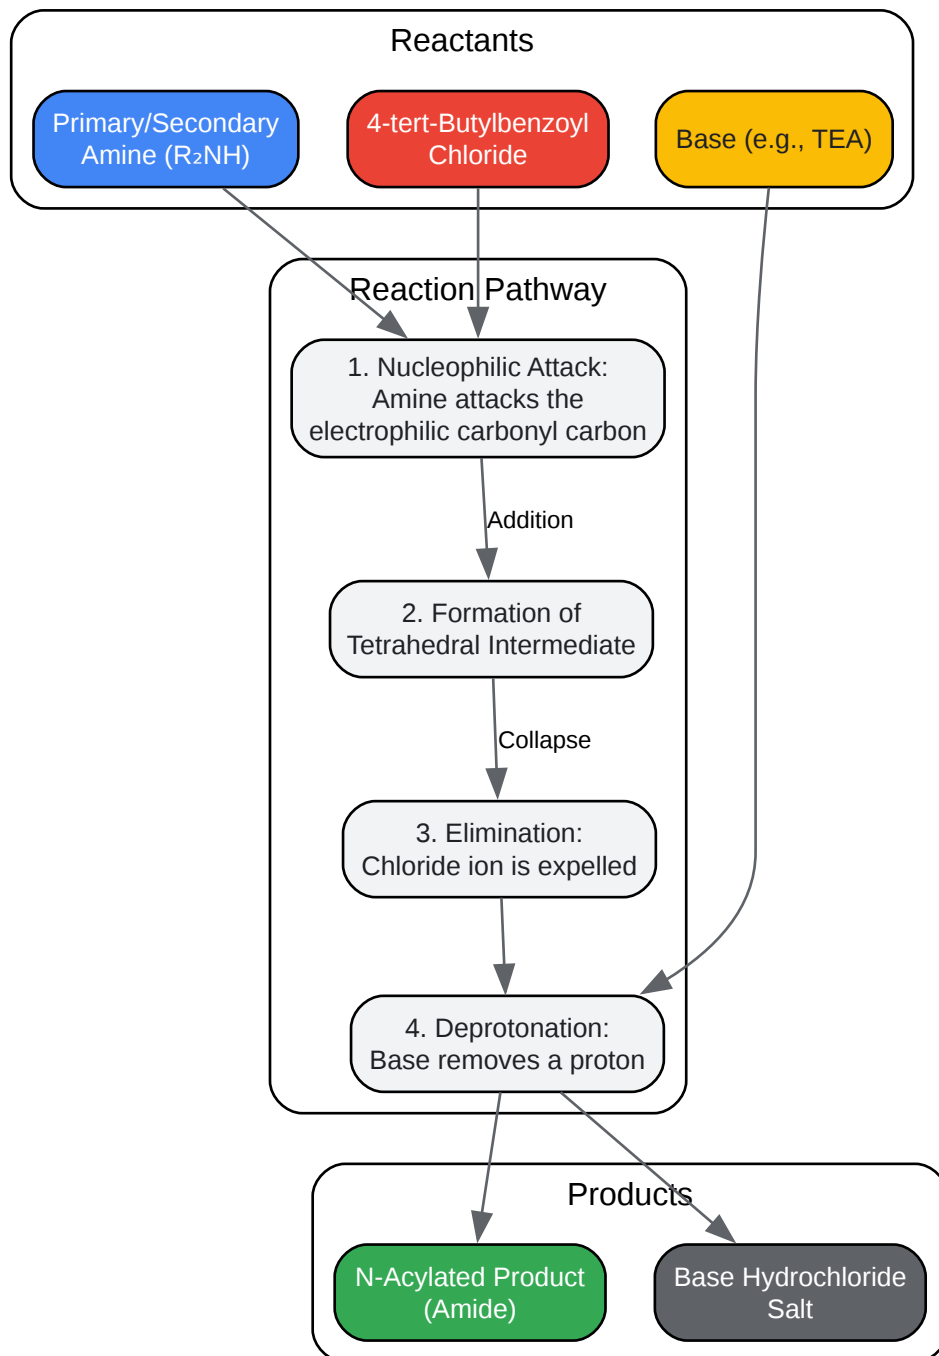 Reactants
Primary/Secondary
Amine (R₂NH)
4-tert-Butylbenzoyl
Chloride
Base (e.g., TEA)
Reaction Pathway
1. Nucleophilic Attack:
Amine attacks the
electrophilic carbonyl carbon
Addition
2. Formation of
Tetrahedral Intermediate
Collapse
3. Elimination:
Chloride ion is expelled
4. Deprotonation:
Base removes a proton
Products
N-Acylated Product
(Amide)
Base Hydrochloride
Salt